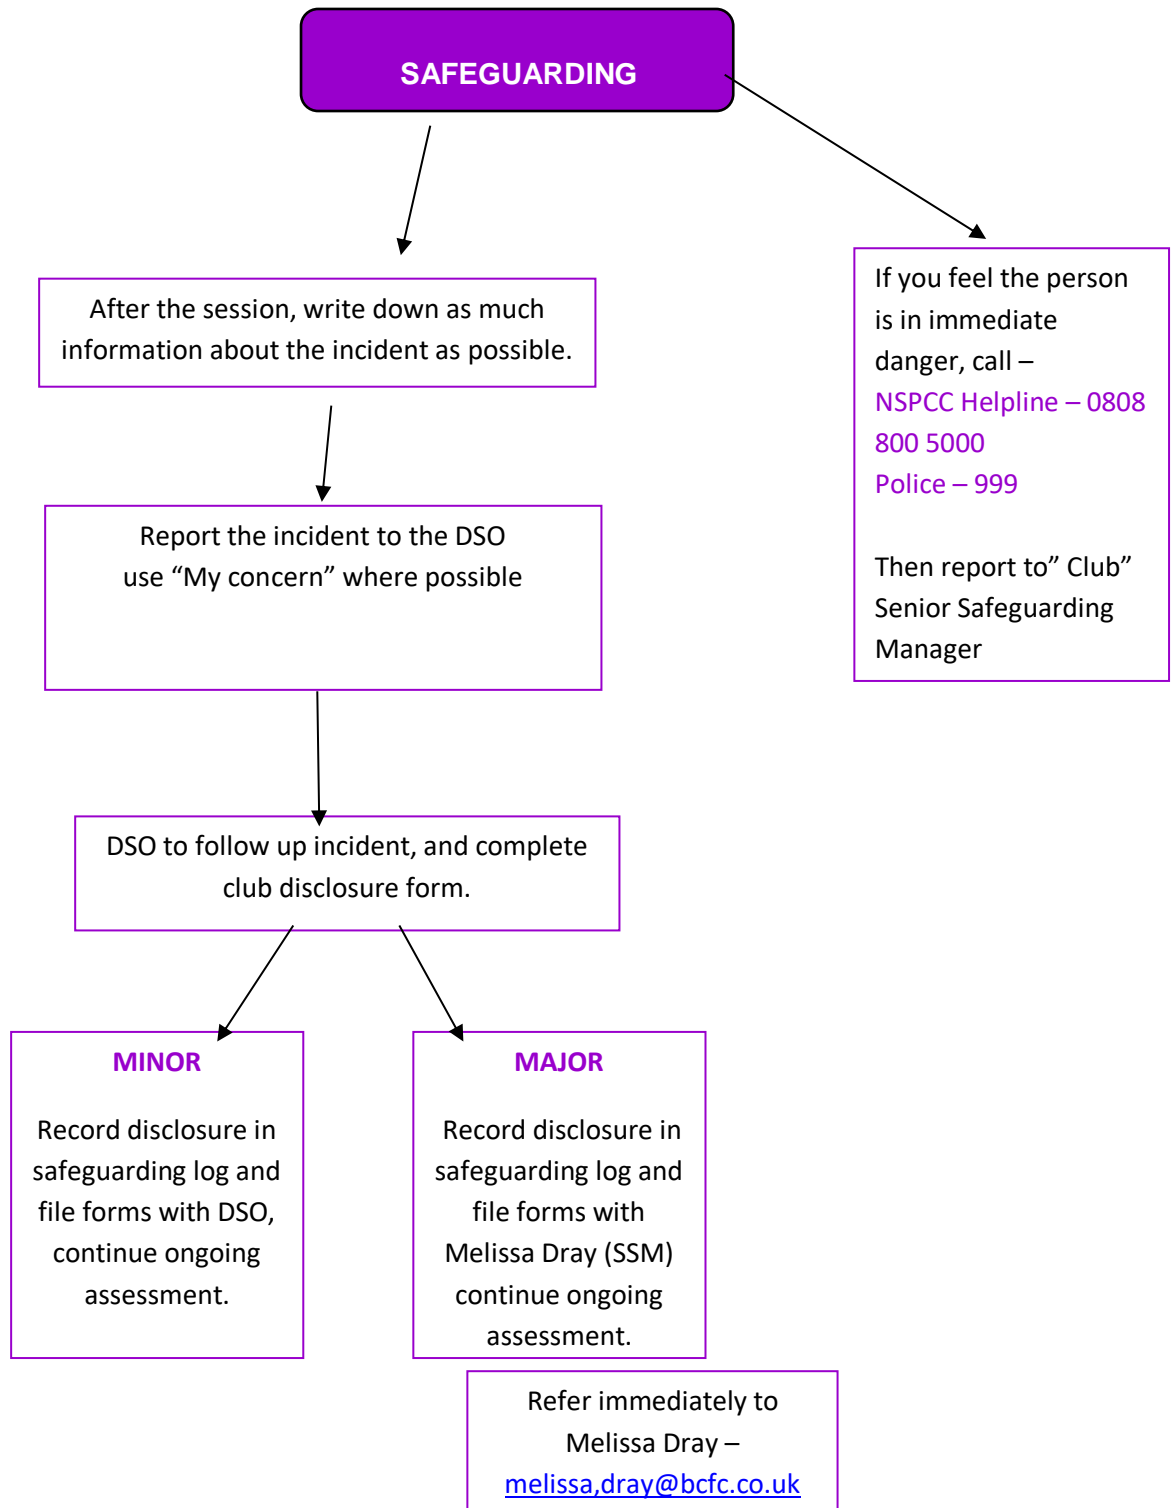 SAFEGUARDING
After the session, write down as much
information about the incident as possible.
If you feel the person
is in immediate
danger, call –
NSPCC Helpline – 0808
800 5000
Police – 999
Then report to” Club”
Senior Safeguarding
Manager
Report the incident to the DSO
use “My concern” where possible
DSO to follow up incident, and complete
club disclosure form.
MINOR
Record disclosure in
safeguarding log and
file forms with DSO,
continue ongoing
assessment.
MAJOR
Record disclosure in
safeguarding log and
file forms with
Melissa Dray (SSM)
continue ongoing
assessment.
Refer immediately to
Melissa Dray –
melissa,dray@bcfc.co.uk